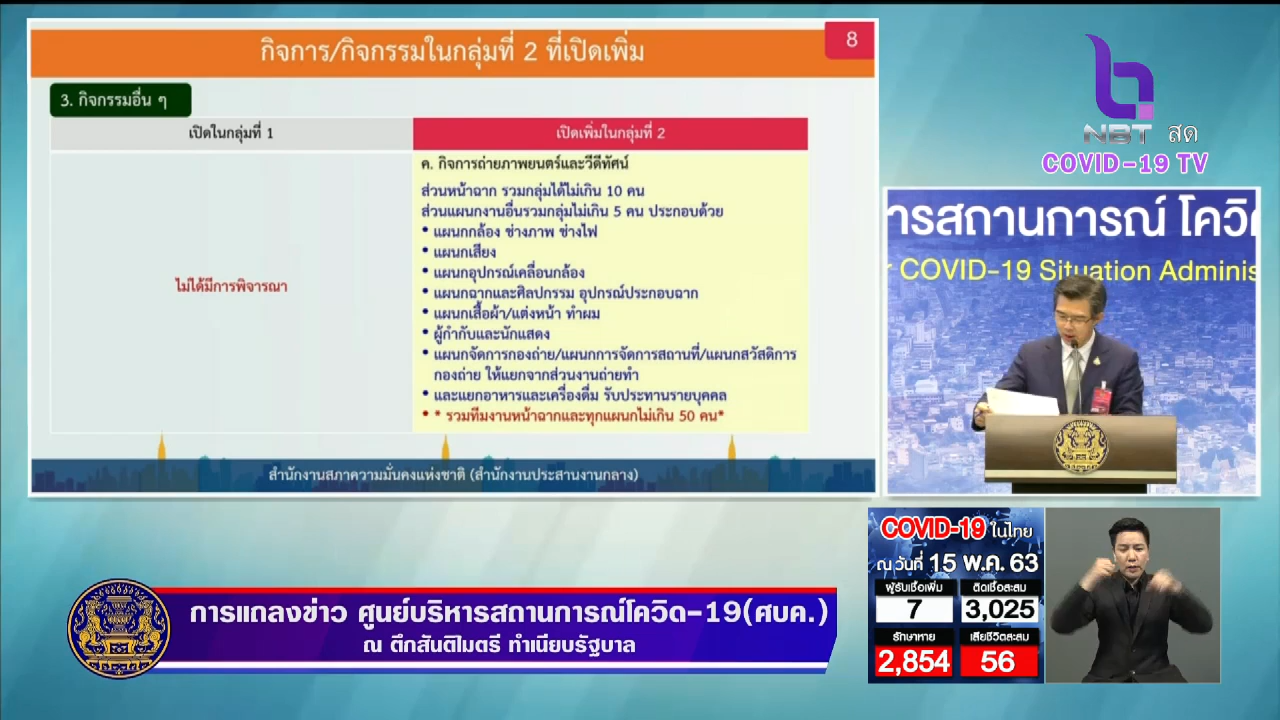 กิจการ/กิจกรรมในกลุ่มที่ 2 ที่เปิดเพิ่ม
8
3. กิจกรรมอื่น ๆ
เปิดในกลุ่มที่ 1
เปิดเพิ่มในกลุ่มที่ 2
ไม่ได้มีการพิจารณา
ค. กิจการถ่ายภาพยนตร์และวีดีทัศน์
ส่วนหน้าฉาก รวมกลุ่มได้ไม่เกิน 10 คน
ส่วนแผนกงานอื่นรวมกลุ่มไม่เกิน 5 คน ประกอบด้วย
• แผนกกล้อง ช่างภาพ ช่างไฟ
• แผนกเสียง
• แผนกอุปกรณ์เคลื่อนกล้อง
• แผนกฉากและศิลปกรรม อุปกรณ์ประกอบฉาก
• แผนกเสื้อผ้า/แต่งหน้า ทำผม
• ผู้กำกับและนักแสดง
• แผนกจัดการกองถ่าย/แผนกการจัดการสถานที่/แผนกสวัสดิการ
กองถ่าย ให้แยกจากส่วนงานถ่ายทำ
• และแยกอาหารและเครื่องดื่ม รับประทานรายบุคคล
• * รวมทีมงานหน้าฉากและทุกแผนกไม่เกิน 50 คน*
สำนักงานสภาความมั่นคงแห่งชาติ (สำนักงานประสานงานกลาง)
NBT สด
COVID-19 TV
ารสถานการณ์ โควิด
r COVID-19 Situation Adminis
COVID-19 ในไทย
ณ วันที่ 15 พ.ค. 63
ผู้รับเชื้อเพิ่ม
ติดเชื้อสะสม
7
3,025
รักษาหาย
เสียชีวิตสะสม
2,854
56
การแถลงข่าว ศูนย์บริหารสถานการณ์โควิด-19(ศบค.)
ณ ตึกสันติไมตรี ทำเนียบรัฐบาล